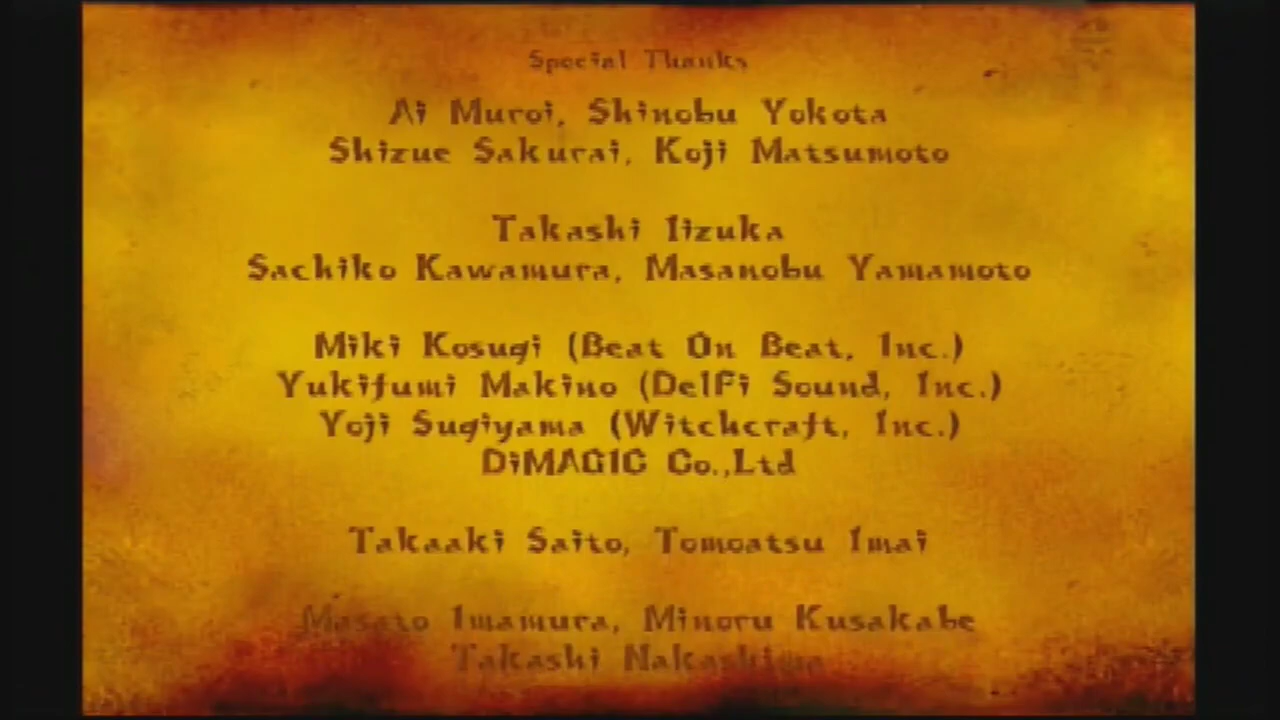 Special Thanks
Ai Muroi, Shinobu Yokota
Shizue Sakurai, Koji Matsumoto
Takashi Iizuka
Sachiko Kawamura, Masanobu Yamamoto
Miki Kosugi (Beat On Beat, Inc.)
Yukifumi Makino (DelFi Sound, Inc.)
Yoji Sugiyama (Witchcraft, Inc.)
DiMAGIC Co.,Ltd
Takaaki Saito, Tomoatsu Imai
Masato Imamura, Minoru Kusakabe
Takashi Nakashima